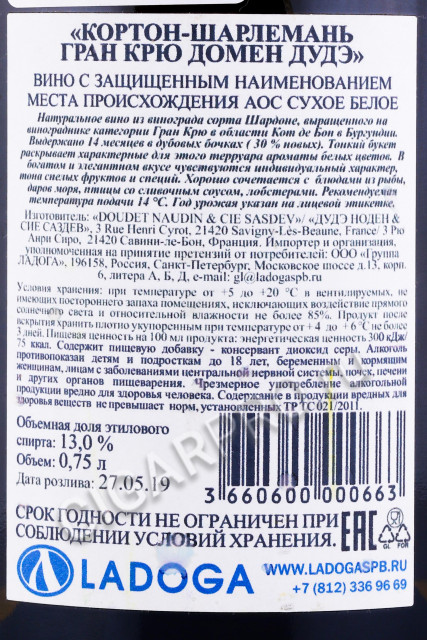 «КОРТОН-ШАРЛЕМАНЬ
ГРАН КРЮ ДОМЕН ДУДЭ»
ВИНО С ЗАЩИЩЕННЫМ НАИМЕНОВАНИЕМ
МЕСТА ПРОИСХОЖДЕНИЯ АОС СУХОЕ БЕЛОЕ
Натуральное вино из винограда сорта Шардоне, выращенного на
винограднике категории Гран Крю в области Кот де Бон в Бургундии.
Выдержано 14 месяцев в дубовых бочках ( 30% новых). Тонкий букет
раскрывает характерные для этого терруара ароматы белых цветов. В
богатом и элегантном вкусе чувствуются индивидуальный характер,
тона спелых фруктов и специй. Хорошо сочетается с блюдами из рыбы,
даров моря, птицы со сливочным соусом, лобстерами. Рекомендуемая
температура подачи 14 °С. Год урожая указан на лицевой этикетке.
Изготовитель: «DOUDET NAUDIN & CIE SASDEV»/ «ДУДЭ НОДЕН &
СИЕ САЗДЕВ», 3 Rue Henri Cyrot, 21420 Savigny-Lès-Beaune, France/ 3 Рю
Анри Сиро, 21420 Савини-ле-Бон, Франция. Импортер и организация,
уполномоченная на принятие претензий от потребителей: ООО «Группа
ЛАДОГА», 196158, Россия, Санкт-Петербург, Московское шоссе д.13, корп.
6, литера А, Б, Д, e-mail: gl@ladogaspb.ru
Условия хранения: при температуре от +5 до +20 °С в вентилируемых, не
имеющих постороннего запаха помещениях, исключающих воздействие прямого
солнечного света и относительной влажности не более 85%. Продукт после
вскрытия хранить плотно укупоренным при температуре от + 4 до + 6 °С не более
3 дней. Пищевая ценность на 100 мл продукта: энергетическая ценность 300 кДж/
75 ккал. Содержит пищевую добавку - консервант диоксид серы. Алкоголь
противопоказан детям и подросткам до 18 лет, беременным и кормящим
женщинам, лицам с заболеваниями центральной нервной системы, почек, печени
и других органов пищеварения. Чрезмерное употребление алкогольной
продукции вредно для здоровья человека. Содержание в продукции вредных для
здоровья веществ не превышает норм, установленных ТР ТС 021/2011.
Объемная доля этилового
спирта: 13,0 %
Объем: 0,75 л
Дата розлива: 27.05.19
3 660600 000663
СРОК ГОДНОСТИ НЕ ОГРАНИЧЕН ПРИ
СОБЛЮДЕНИИ УСЛОВИЙ ХРАНЕНИЯ.
EAC
GL FOR
LADOGA
WWW.LADOGASPB.RU
+7 (812) 336 96 69